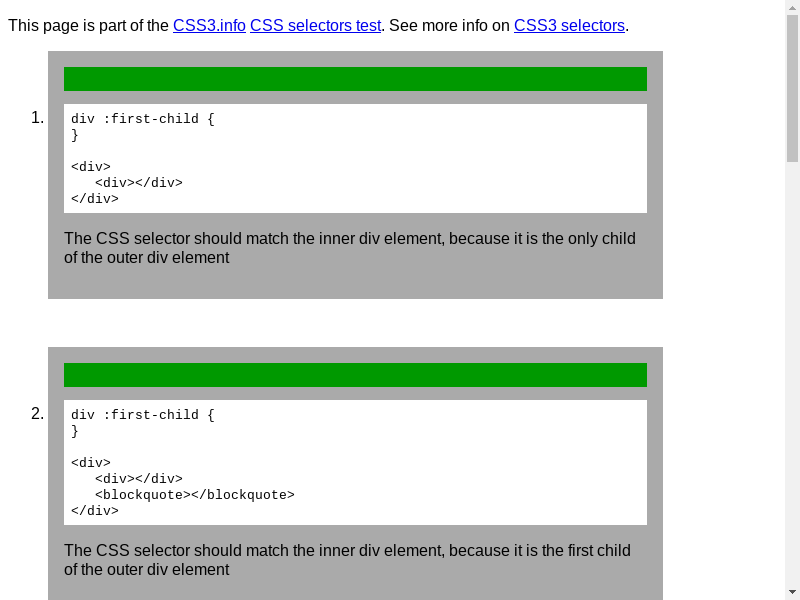 This page is part of the CSS3.info CSS selectors test. See more info on CSS3 selectors.
1.
div :first-child {
}
<div>
   <div></div>
</div>
The CSS selector should match the inner div element, because it is the only child
of the outer div element
2.
div :first-child {
}
<div>
   <div></div>
   <blockquote></blockquote>
</div>
The CSS selector should match the inner div element, because it is the first child
of the outer div element